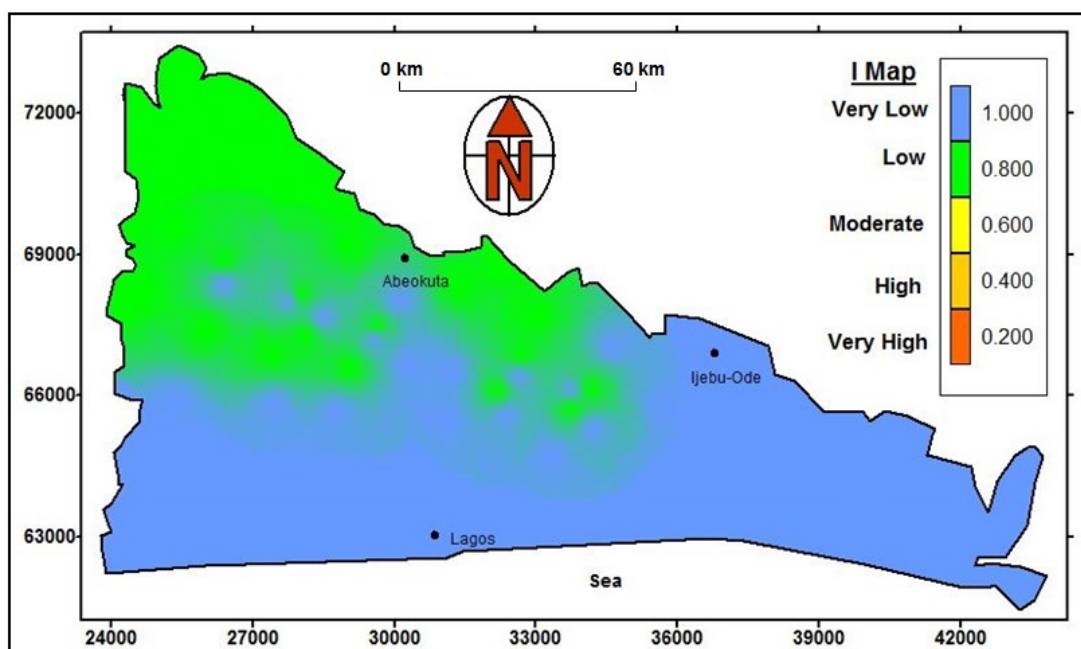 0 km 60 km
I Map
Very Low 1.000
Low 0.800
Moderate 0.600
High 0.400
Very High 0.200
N
72000
69000
66000
63000
Abeokuta
Ijebu-Ode
Lagos
Sea
24000 27000 30000 33000 36000 39000 42000